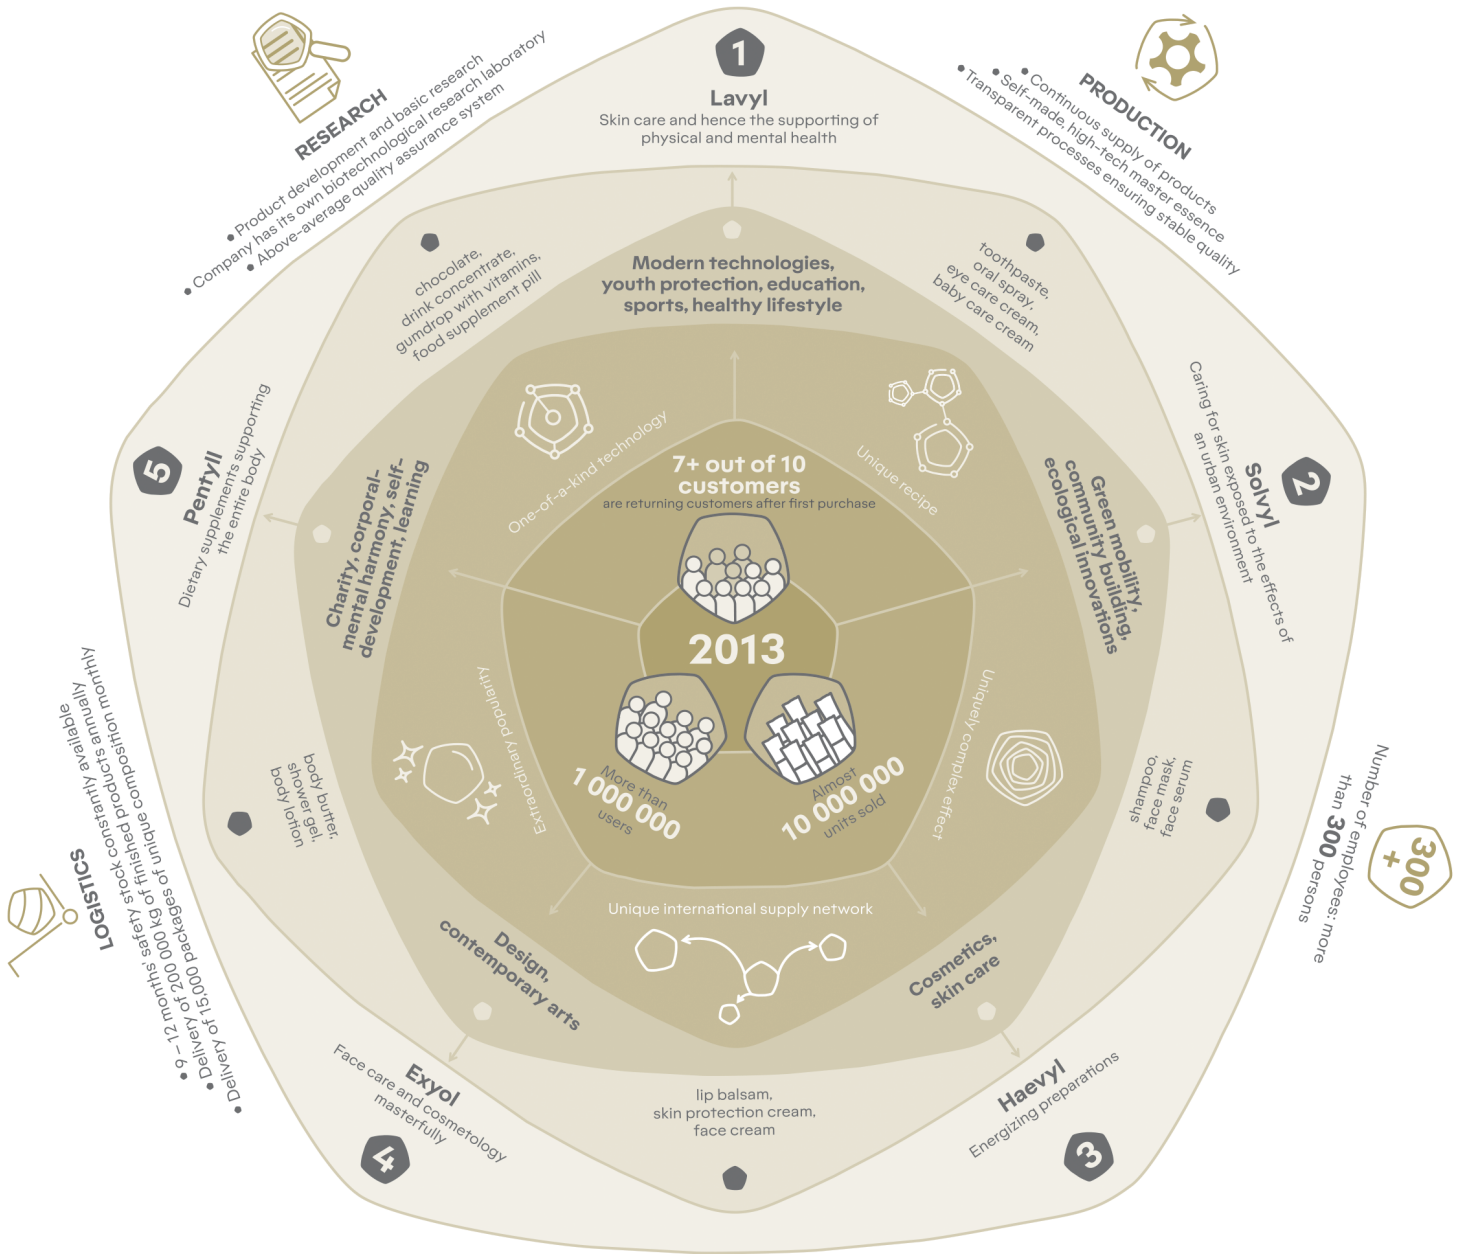 RESEARCH
• Product development and basic research
• Company has its own biotechnological research laboratory
• Above-average quality assurance system
PRODUCTION
• Continuous supply of products
• Self-made, high-tech master essence
• Transparent processes ensuring stable quality
1
Lavyl
Skin care and hence the supporting of
physical and mental health
2
Solvyl
Caring for skin exposed to the effects of
an urban environment
300
+
Number of employees: more
than 300 persons
3
Haevyl
Energizing preparations
4
Exyol
Face care and cosmetology
masterfully
LOGISTICS
• 9 – 12 months' safety stock constantly available
• Delivery of 200 000 kg of finished products annually
• Delivery of 15,000 packages of unique composition monthly
5
Pentyll
Dietary supplements supporting
the entire body
chocolate,
drink concentrate,
gumdrop with vitamins,
food supplement pill
toothpaste,
oral spray,
eye care cream,
baby care cream
shampoo,
face mask,
face serum
lip balsam,
skin protection cream,
face cream
body butter,
shower gel,
body lotion
Modern technologies,
youth protection, education,
sports, healthy lifestyle
Green mobility,
community building,
ecological innovations
Cosmetics,
skin care
Design,
contemporary arts
Charity, corporal-
mental harmony, self-
development, learning
One-of-a-kind technology
Unique recipe
Uniquely complex effect
Unique international supply network
Extraordinary popularity
7+ out of 10
customers
are returning customers after first purchase
2013
More than
1 000 000
users
Almost
10 000 000
units sold